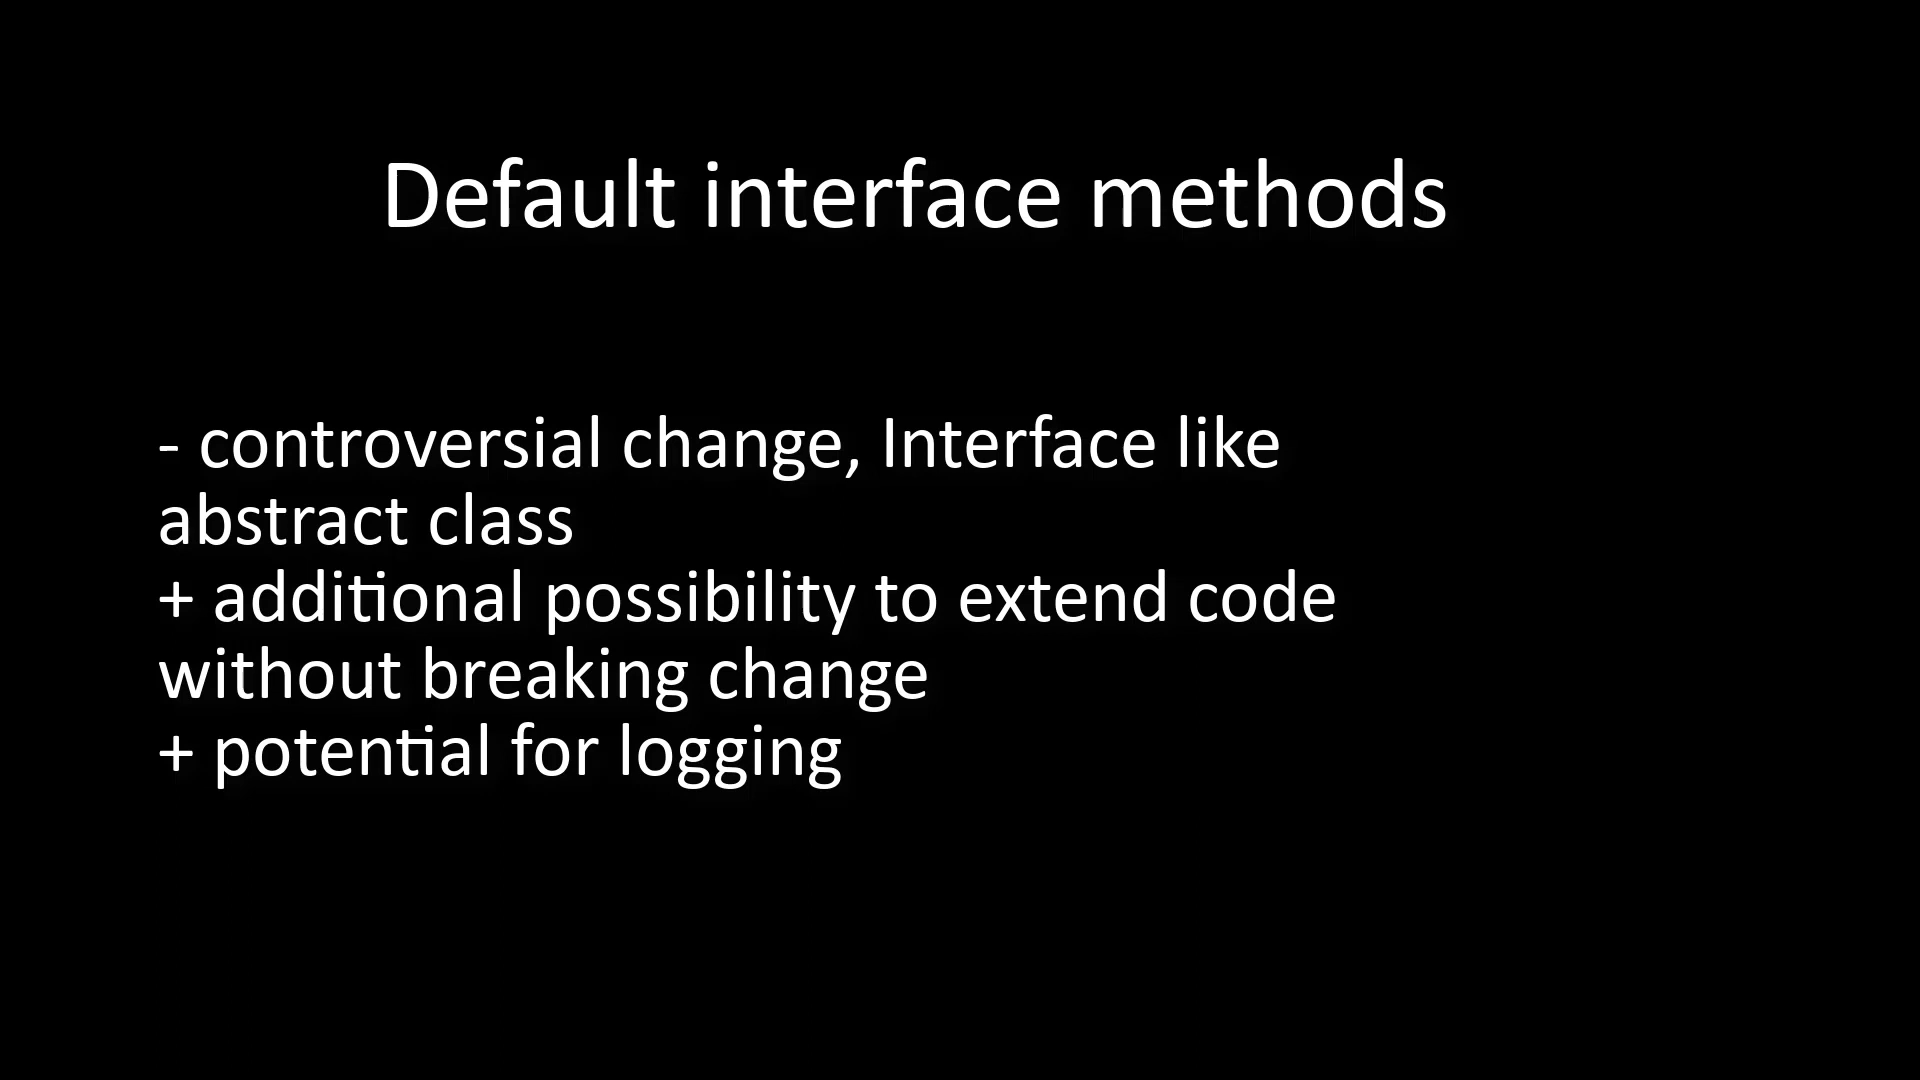 Default interface methods
- controversial change, Interface like
abstract class
+ additional possibility to extend code
without breaking change
+ potential for logging